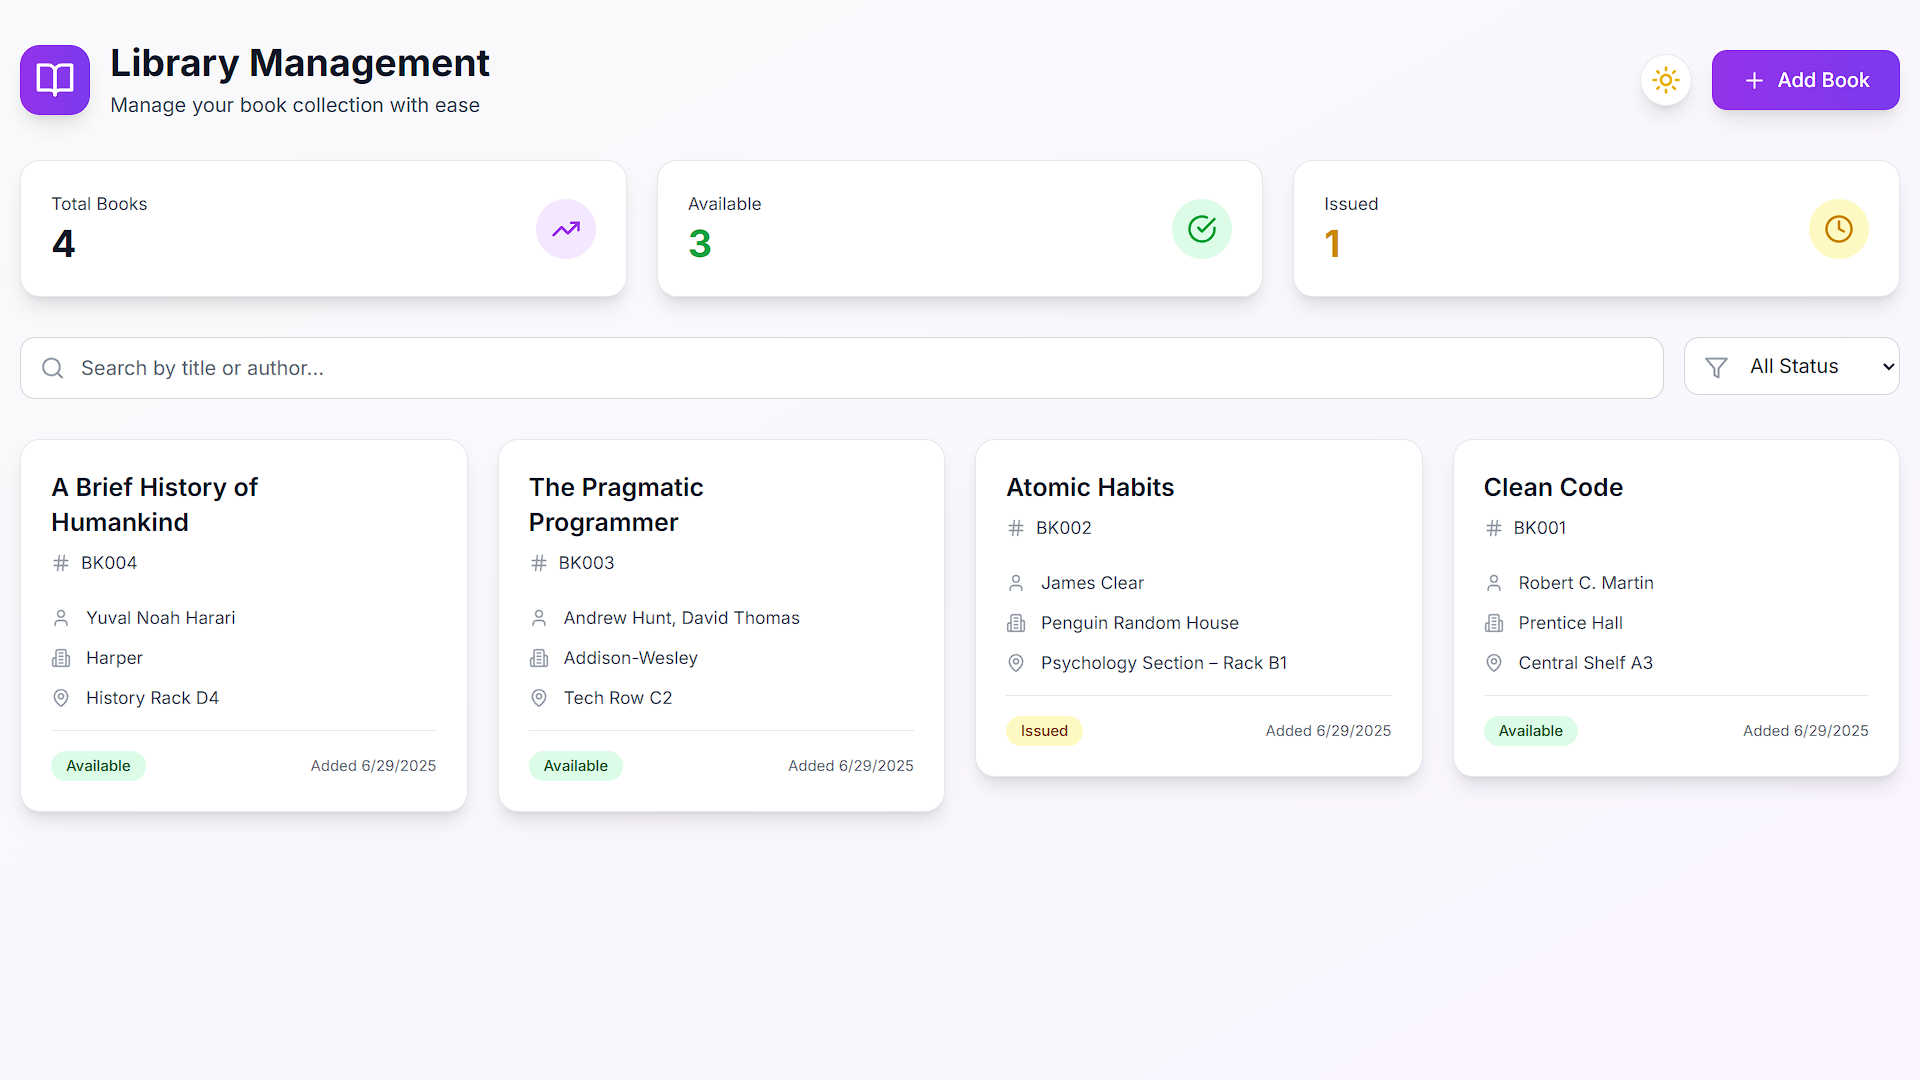 Library Management
Manage your book collection with ease
Add Book
Total Books
4
Available
3
Issued
1
Search by title or author...
All Status
A Brief History of
Humankind
# BK004
Yuval Noah Harari
Harper
History Rack D4
Available
Added 6/29/2025
The Pragmatic
Programmer
# BK003
Andrew Hunt, David Thomas
Addison-Wesley
Tech Row C2
Available
Added 6/29/2025
Atomic Habits
# BK002
James Clear
Penguin Random House
Psychology Section – Rack B1
Issued
Added 6/29/2025
Clean Code
# BK001
Robert C. Martin
Prentice Hall
Central Shelf A3
Available
Added 6/29/2025